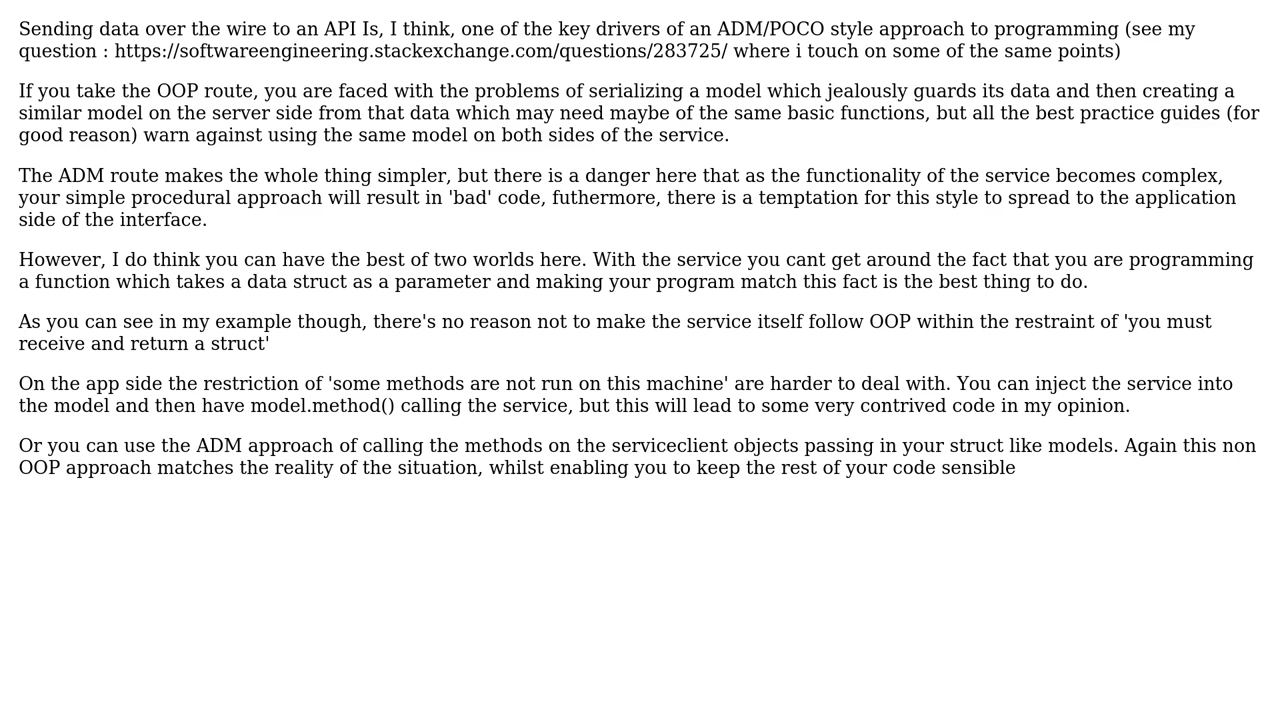 Sending data over the wire to an API Is, I think, one of the key drivers of an ADM/POCO style approach to programming (see my
question : https://softwareengineering.stackexchange.com/questions/283725/ where i touch on some of the same points)
If you take the OOP route, you are faced with the problems of serializing a model which jealously guards its data and then creating a
similar model on the server side from that data which may need maybe of the same basic functions, but all the best practice guides (for
good reason) warn against using the same model on both sides of the service.
The ADM route makes the whole thing simpler, but there is a danger here that as the functionality of the service becomes complex,
your simple procedural approach will result in 'bad' code, futhermore, there is a temptation for this style to spread to the application
side of the interface.
However, I do think you can have the best of two worlds here. With the service you cant get around the fact that you are programming
a function which takes a data struct as a parameter and making your program match this fact is the best thing to do.
As you can see in my example though, there's no reason not to make the service itself follow OOP within the restraint of 'you must
receive and return a struct'
On the app side the restriction of 'some methods are not run on this machine' are harder to deal with. You can inject the service into
the model and then have model.method() calling the service, but this will lead to some very contrived code in my opinion.
Or you can use the ADM approach of calling the methods on the serviceclient objects passing in your struct like models. Again this non
OOP approach matches the reality of the situation, whilst enabling you to keep the rest of your code sensible